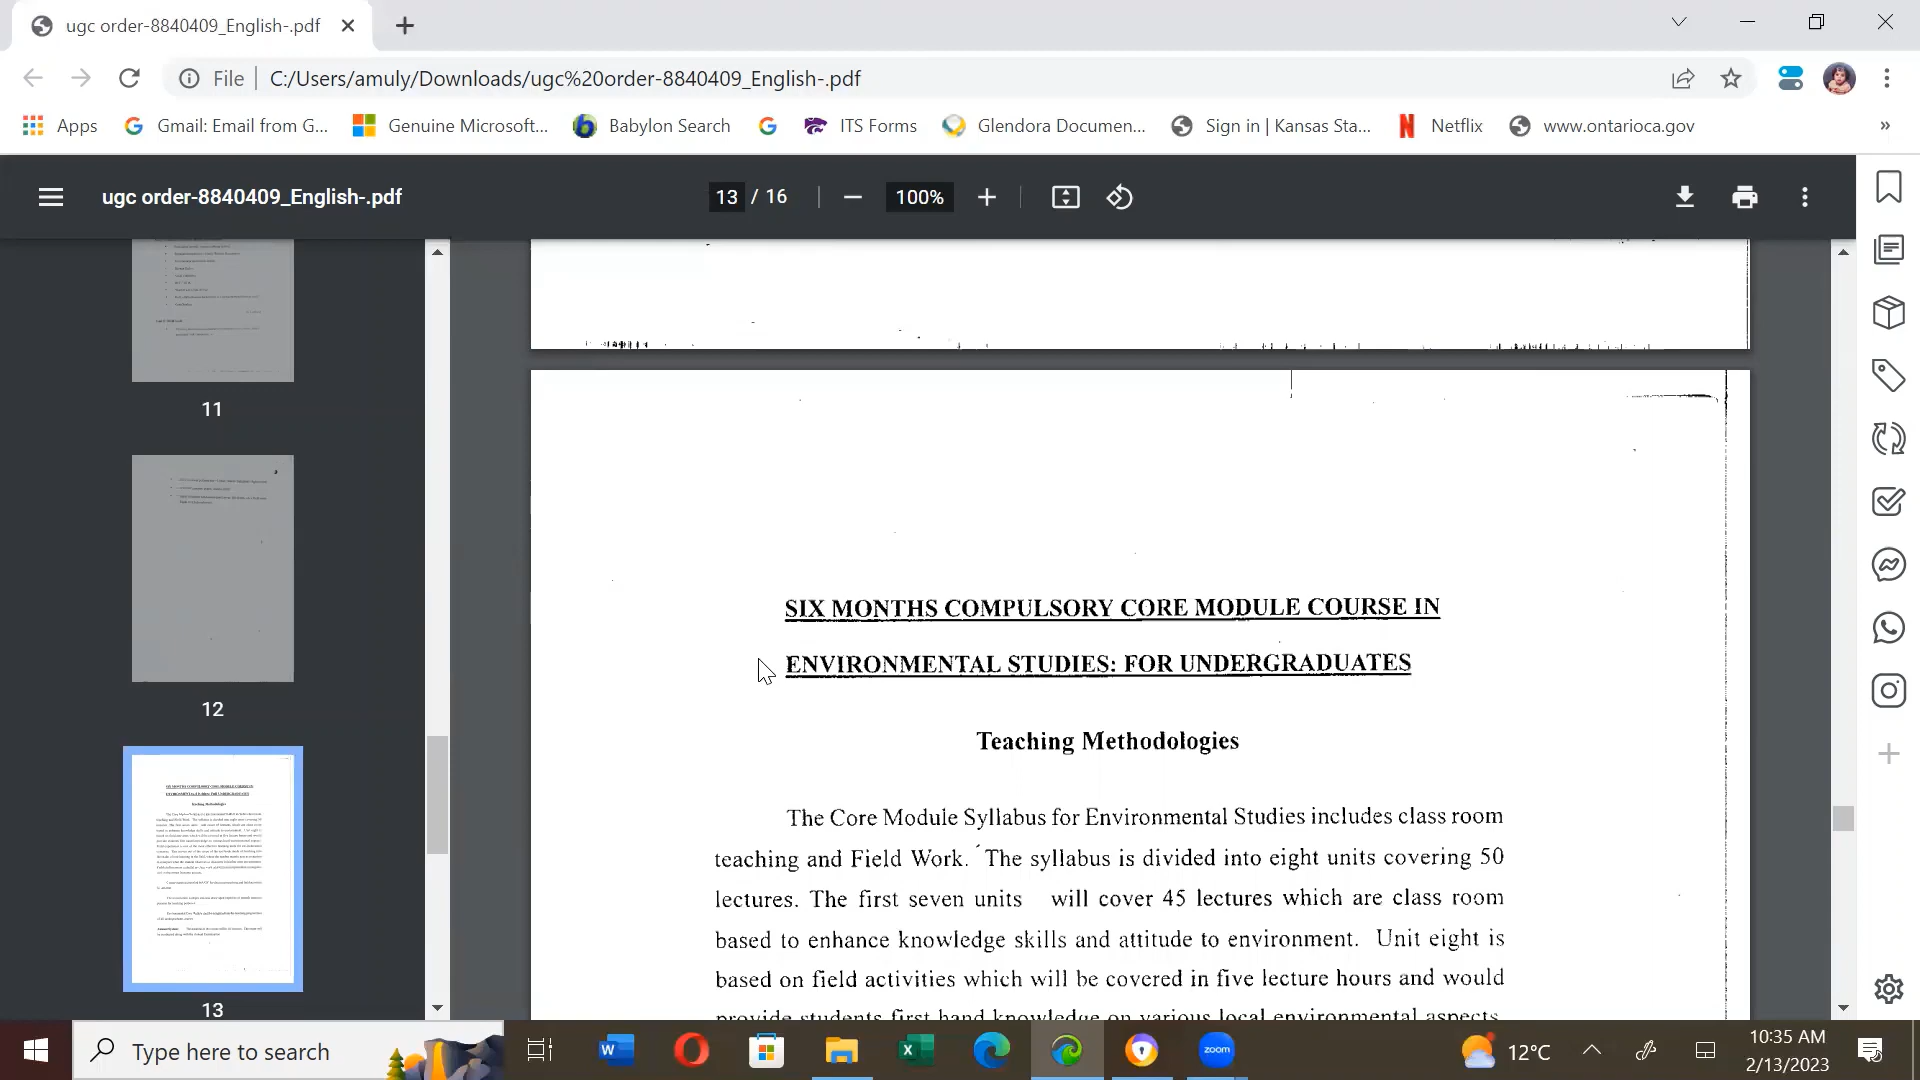 ugc order-8840409_English-.pdf
File
C:/Users/amuly/Downloads/ugc%20order-8840409_English-.pdf
Apps
Gmail: Email from G...
Genuine Microsoft...
Babylon Search
ITS Forms
Glendora Documen...
Sign in | Kansas Sta...
Netflix
www.ontarioca.gov
»
ugc order-8840409_English-.pdf
13 / 16
100%
11
12
13
SIX MONTHS COMPULSORY CORE MODULE COURSE IN
ENVIRONMENTAL STUDIES: FOR UNDERGRADUATES
Teaching Methodologies
The Core Module Syllabus for Environmental Studies includes class room
teaching and Field Work. The syllabus is divided into eight units covering 50
lectures. The first seven units will cover 45 lectures which are class room
based to enhance knowledge skills and attitude to environment. Unit eight is
based on field activities which will be covered in five lecture hours and would
provide students first hand knowledge on various local environmental aspects.
Type here to search
zoom
12°C
10:35 AM
2/13/2023